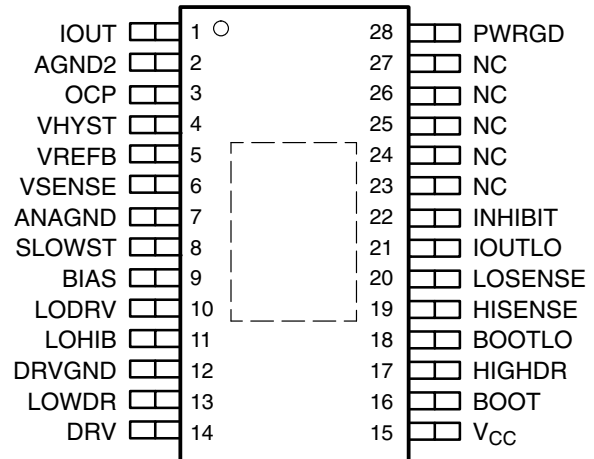 IOUT 1 28 PWRGD
AGND2 2 27 NC
OCP 3 26 NC
VHYST 4 25 NC
VREFB 5 24 NC
VSENSE 6 23 NC
ANAGND 7 22 INHIBIT
SLOWST 8 21 IOUTLO
BIAS 9 20 LOSENSE
LODRV 10 19 HISENSE
LOHIB 11 18 BOOTLO
DRVGND 12 17 HIGHDR
LOWDR 13 16 BOOT
DRV 14 15 VCC